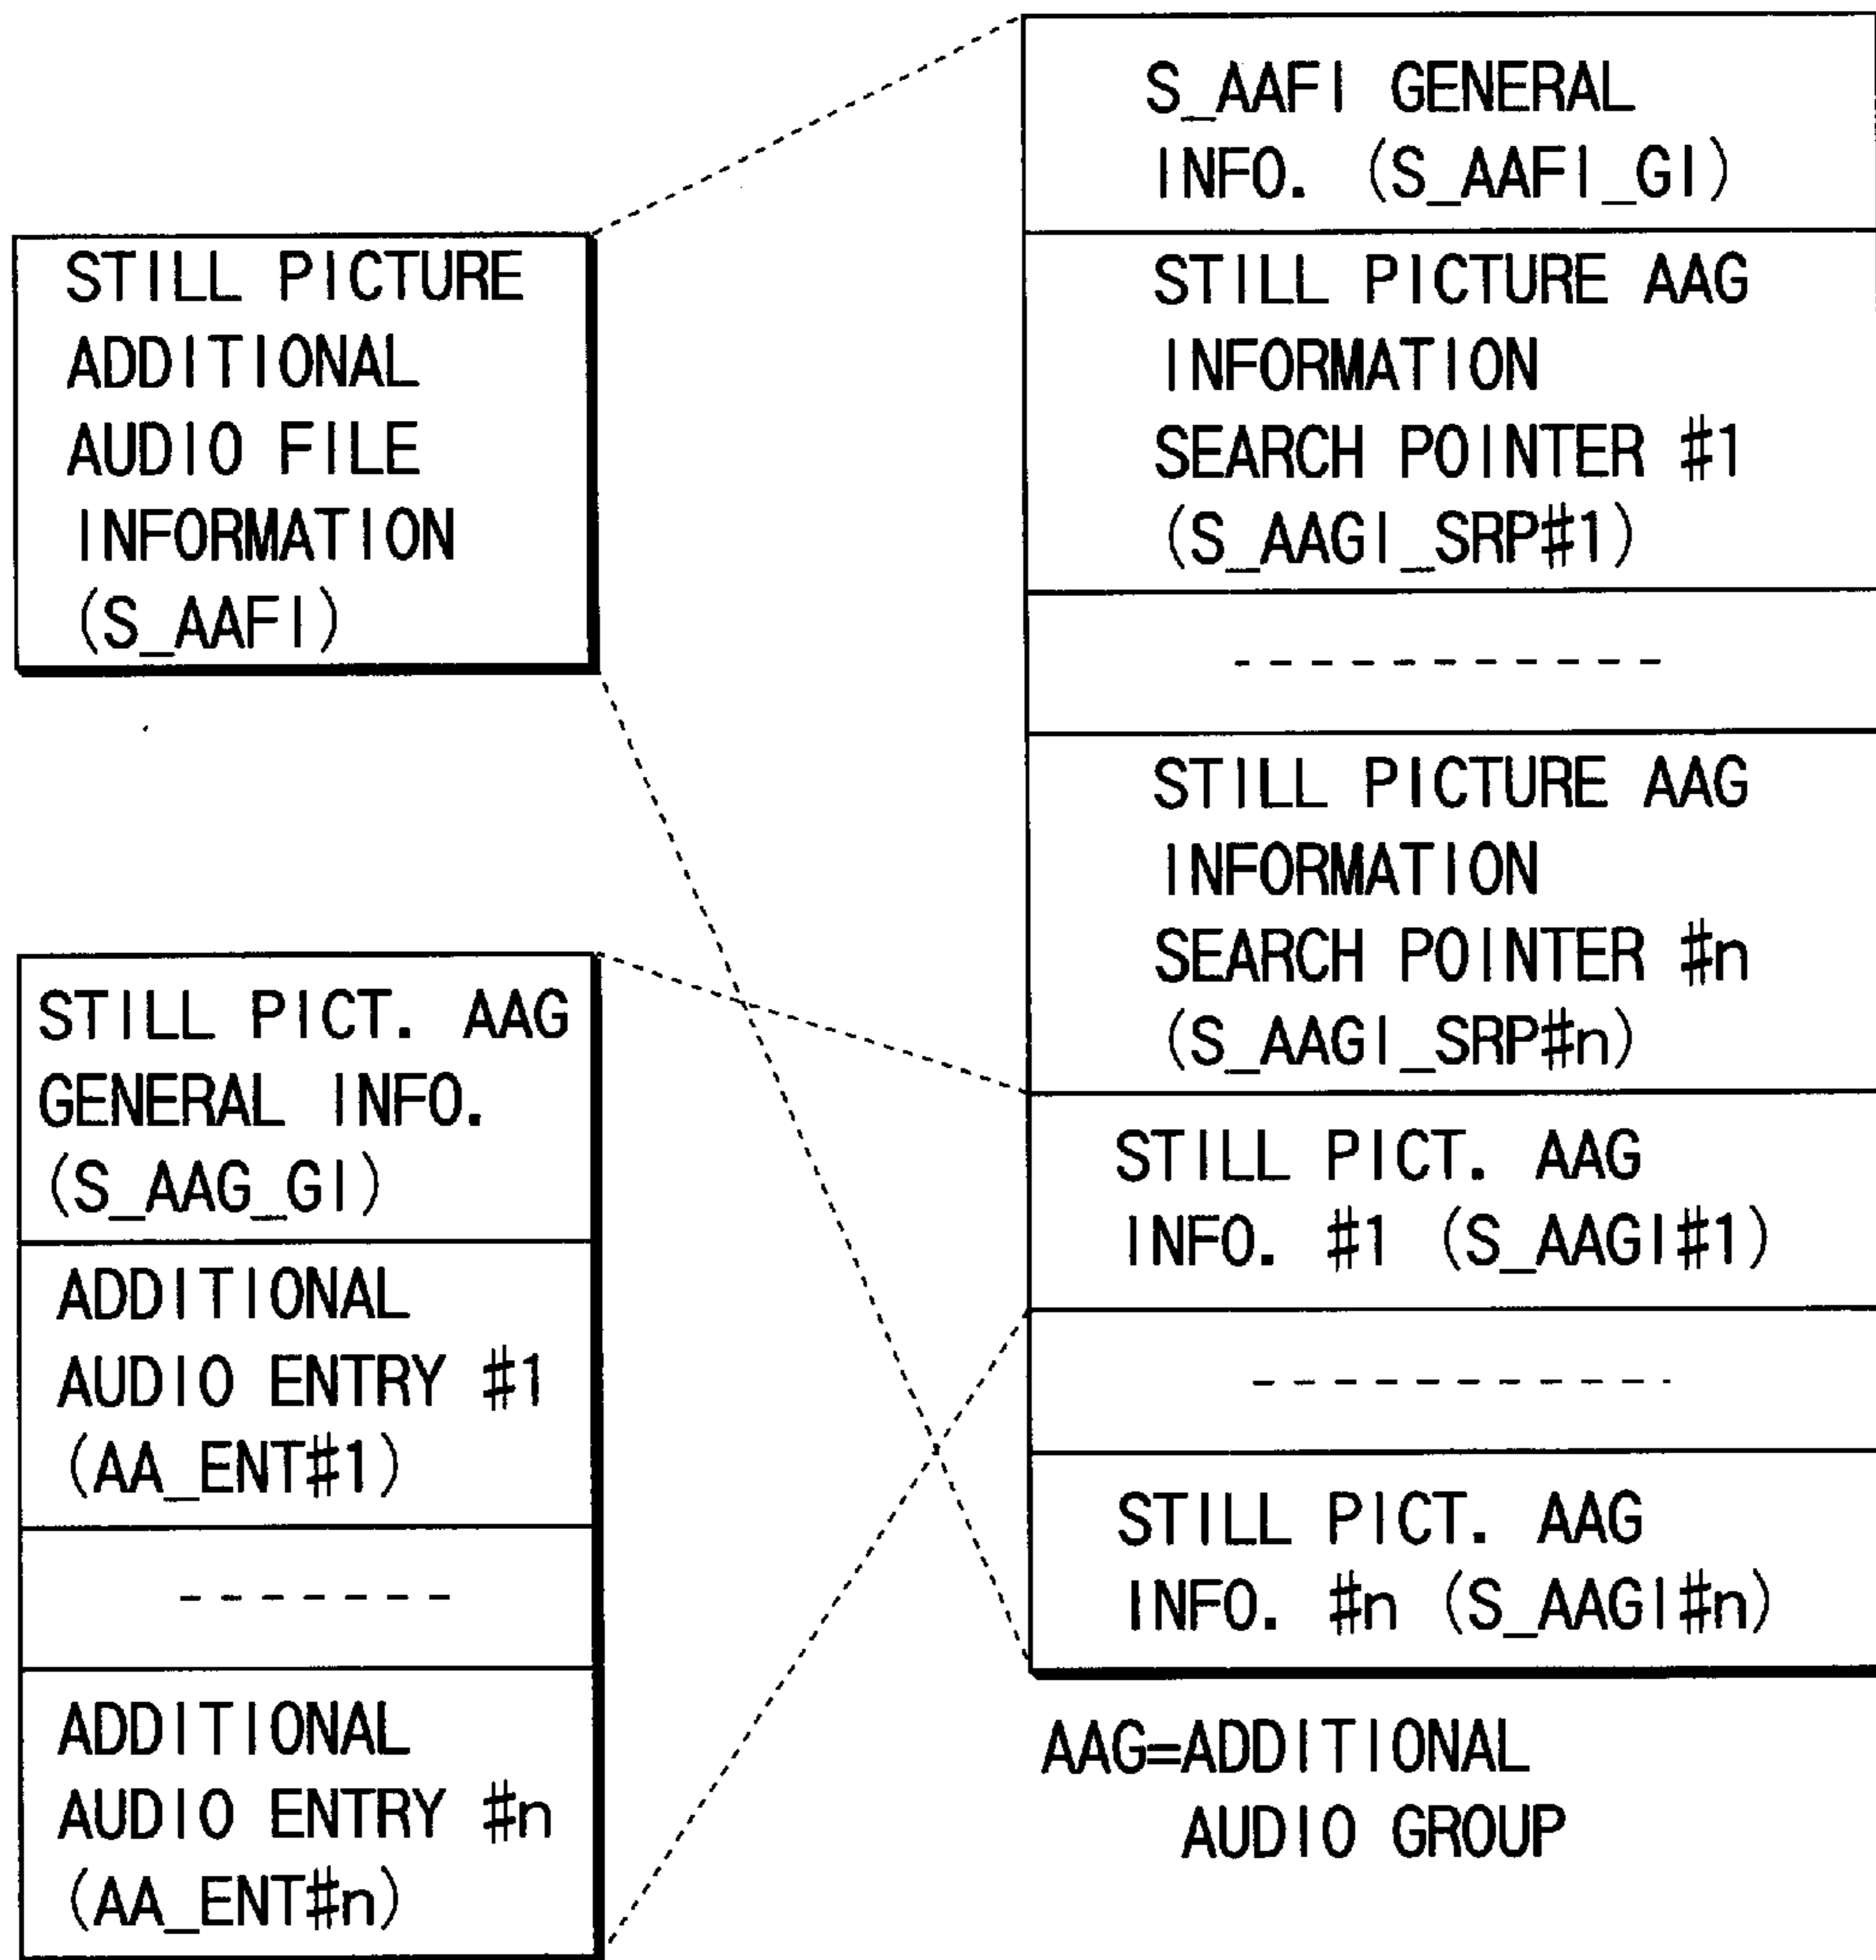 STILL PICTURE
ADDITIONAL
AUDIO FILE
INFORMATION
(S_AAFI)
S_AAFI GENERAL
INFO. (S_AAFI_GI)
STILL PICTURE AAG
INFORMATION
SEARCH POINTER #1
(S_AAGI_SRP#1)
STILL PICTURE AAG
INFORMATION
SEARCH POINTER #n
(S_AAGI_SRP#n)
STILL PICT. AAG
INFO. #1 (S_AAGI#1)
STILL PICT. AAG
INFO. #n (S_AAGI#n)
AAG=ADDITIONAL
AUDIO GROUP
STILL PICT. AAG
GENERAL INFO.
(S_AAG_GI)
ADDITIONAL
AUDIO ENTRY #1
(AA_ENT#1)
ADDITIONAL
AUDIO ENTRY #n
(AA_ENT#n)